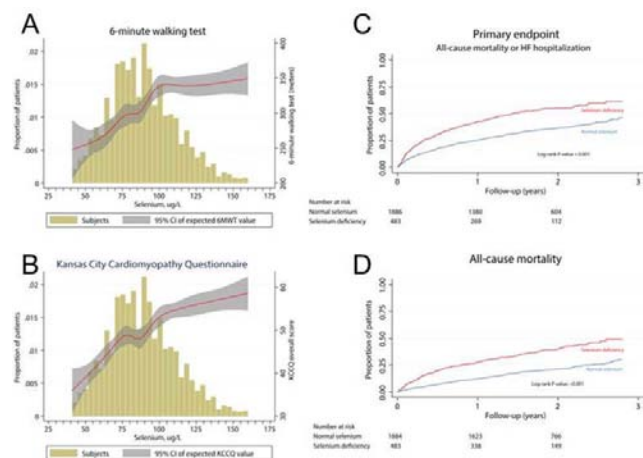 A
6-minute walking test
Proportion of patients
.02
.015
.01
.005
0
400
350
300
250
200
6-minute walking test (meters)
25 50 75 100 125 150 175
Selenium, ug/L
Subjects
95% CI of expected 6MWT value
B
Kansas City Cardiomyopathy Questionnaire
Proportion of patients
.02
.015
.01
.005
0
60
50
40
30
KCCQ overall score
25 50 75 100 125 150 175
Selenium, ug/L
Subjects
95% CI of expected KCCQ value
C
Primary endpoint
All-cause mortality or HF hospitalization
Proportion of patients
1.00
0.75
0.50
0.25
0
Selenium deficiency
Normal selenium
Log rank P value < 0.001
0 1 2 3
Follow-up (years)
Number at risk
Normal selenium 1886 1380 604
Selenium deficiency 483 269 112
D
All-cause mortality
Proportion of patients
1.00
0.75
0.50
0.25
0.00
Selenium deficiency
Normal selenium
Log rank P value <0.001
0 1 2 3
Follow-up (years)
Number at risk
Normal selenium 1884 1623 766
Selenium deficiency 483 338 149